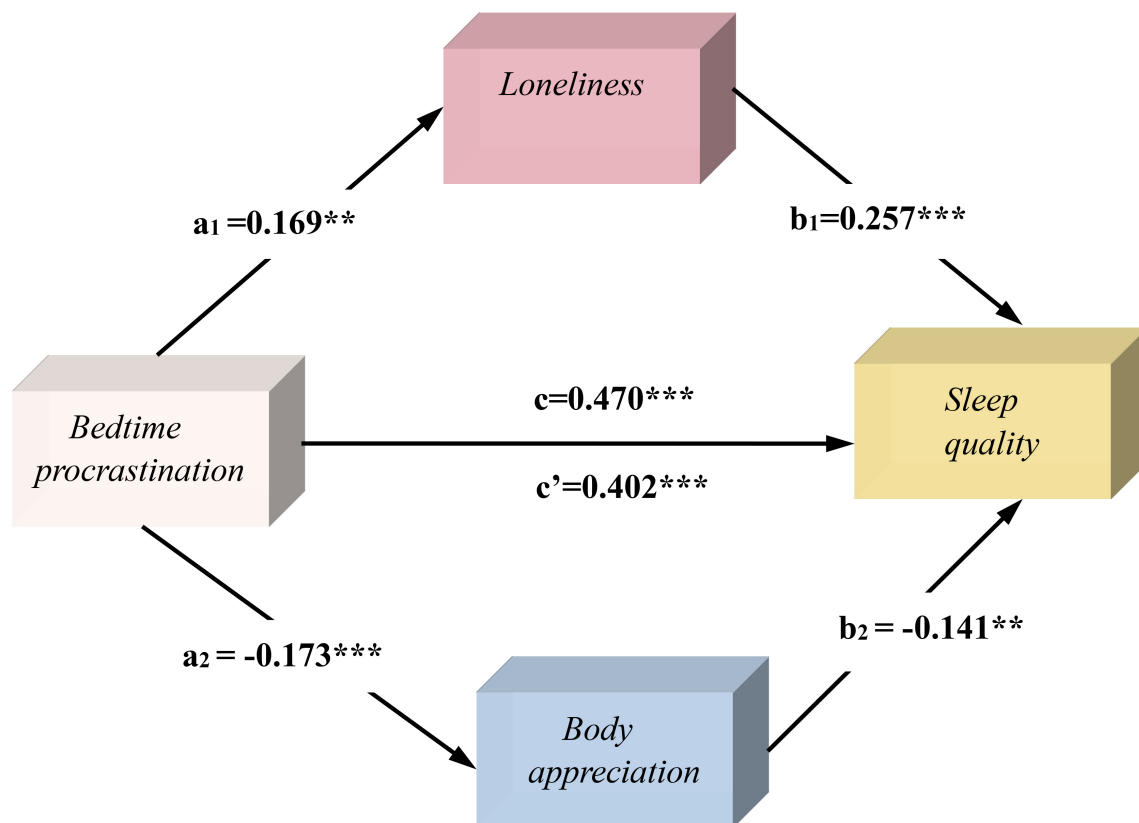 Loneliness
a₁ =0.169**
b₁=0.257***
Bedtime
procrastination
c=0.470***
c’=0.402***
Sleep
quality
a₂ = -0.173***
b₂ = -0.141**
Body
appreciation